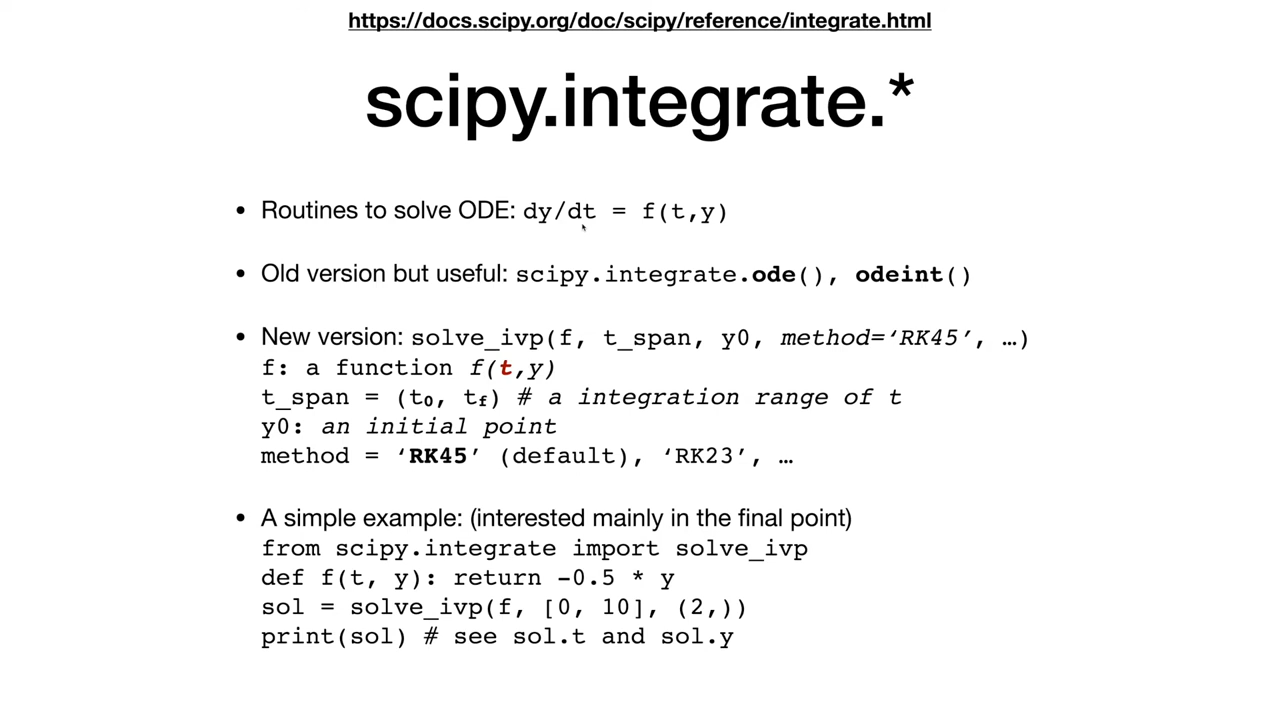 https://docs.scipy.org/doc/scipy/reference/integrate.html
scipy.integrate.*
• Routines to solve ODE: dy/dt = f(t,y)
• Old version but useful: scipy.integrate.ode(), odeint()
• New version: solve_ivp(f, t_span, y0, method=‘RK45’, …)
f: a function f(t,y)
t_span = (t₀, tf) # a integration range of t
y0: an initial point
method = ‘RK45’ (default), ‘RK23’, …
• A simple example: (interested mainly in the final point)
from scipy.integrate import solve_ivp
def f(t, y): return -0.5 * y
sol = solve_ivp(f, [0, 10], (2,))
print(sol) # see sol.t and sol.y